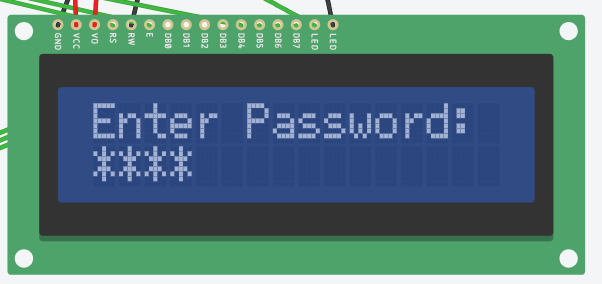 GND VCC VO RS RW E DB0 DB1 DB2 DB3 DB4 DB5 DB6 DB7 LED LED
Enter Password:
****